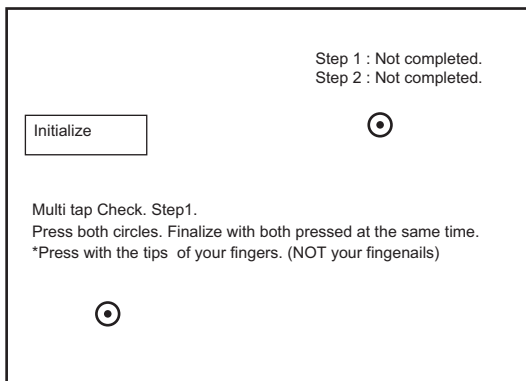 Step 1 : Not completed.
Step 2 : Not completed.
Initialize
Multi tap Check. Step1.
Press both circles. Finalize with both pressed at the same time.
*Press with the tips of your fingers. (NOT your fingenails)